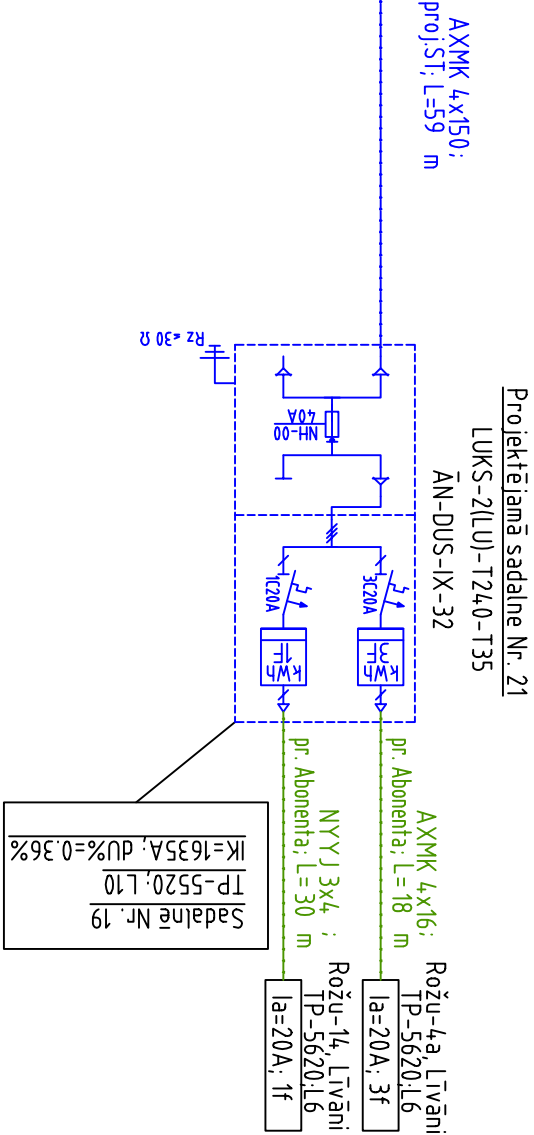 AXMK 4x150;
proj.ST; L=59 m
Projektējamā sadalne Nr. 21
LUKS-2(LU)-T240-T35
ĀN-DUS-IX-32
Rz ≤30 Ω
NH-00
40A
3C20A
1C20A
kWh
3F
kWh
1F
AXMK 4x16;
pr. Abonenta; L= 18 m
NYYJ 3x4 ;
pr. Abonenta; L= 30 m
Rožu-4a, Līvāni
TP-5620;L6
Ia=20A; 3f
Rožu-14, Līvāni
TP-5620;L6
Ia=20A; 1f
Sadalnē Nr. 19
TP-5520; L10
IK=1635A; dU%=0.36%